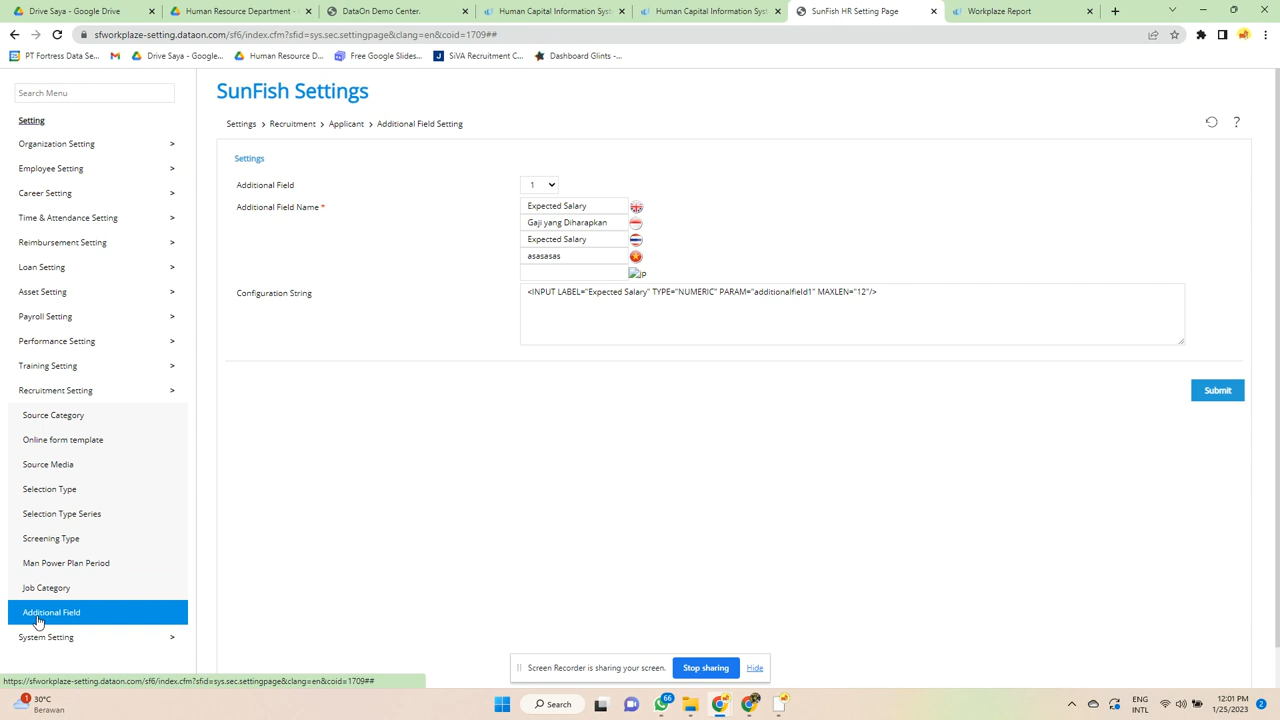 Drive Saya - Google Drive
Human Resource Department -
DataOn Demo Center.
Human Capital Information Syst
Human Capital Information Syst
SunFish HR Setting Page
Workplaze Report
sfworkplaze-setting.dataon.com/sf6/index.cfm?sfid=sys.sec.settingpage&clang=en&coid=1709##
PT Fortress Data Se...
Drive Saya - Google...
Human Resource D...
Free Google Slides...
SiVA Recruitment C...
Dashboard Glints -...
Search Menu
Setting
Organization Setting >
Employee Setting >
Career Setting >
Time & Attendance Setting >
Reimbursement Setting >
Loan Setting >
Asset Setting >
Payroll Setting >
Performance Setting >
Training Setting >
Recruitment Setting >
Source Category
Online form template
Source Media
Selection Type
Selection Type Series
Screening Type
Man Power Plan Period
Job Category
Additional Field
System Setting >
SunFish Settings
Settings > Recruitment > Applicant > Additional Field Setting
?
Settings
Additional Field 1
Additional Field Name *
Expected Salary
Gaji yang Diharapkan
Expected Salary
asasasas
jp
Configuration String
<INPUT LABEL="Expected Salary" TYPE="NUMERIC" PARAM="additionalfield1" MAXLEN="12"/>
Submit
Screen Recorder is sharing your screen.
Stop sharing
Hide
https://sfworkplaze-setting.dataon.com/sf6/index.cfm?sfid=sys.sec.settingpage&clang=en&coid=1709##
1
30°C
Berawan
Search
66
ENG
INTL
12:01 PM
1/25/2023
2